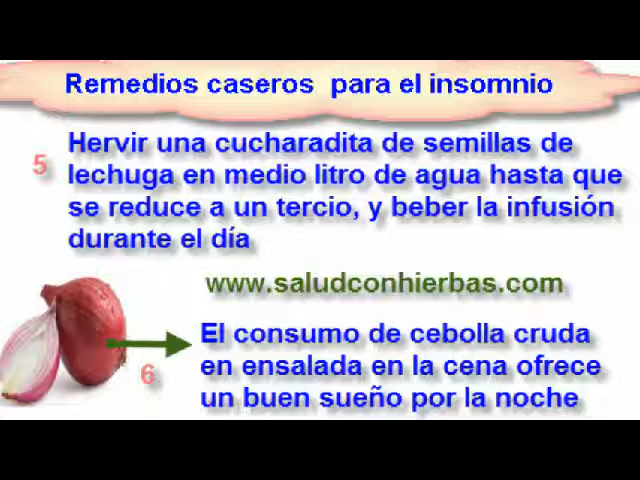 Remedios caseros para el insomnio
5
Hervir una cucharadita de semillas de
lechuga en medio litro de agua hasta que
se reduce a un tercio, y beber la infusión
durante el día
www.saludconhierbas.com
6
El consumo de cebolla cruda
en ensalada en la cena ofrece
un buen sueño por la noche